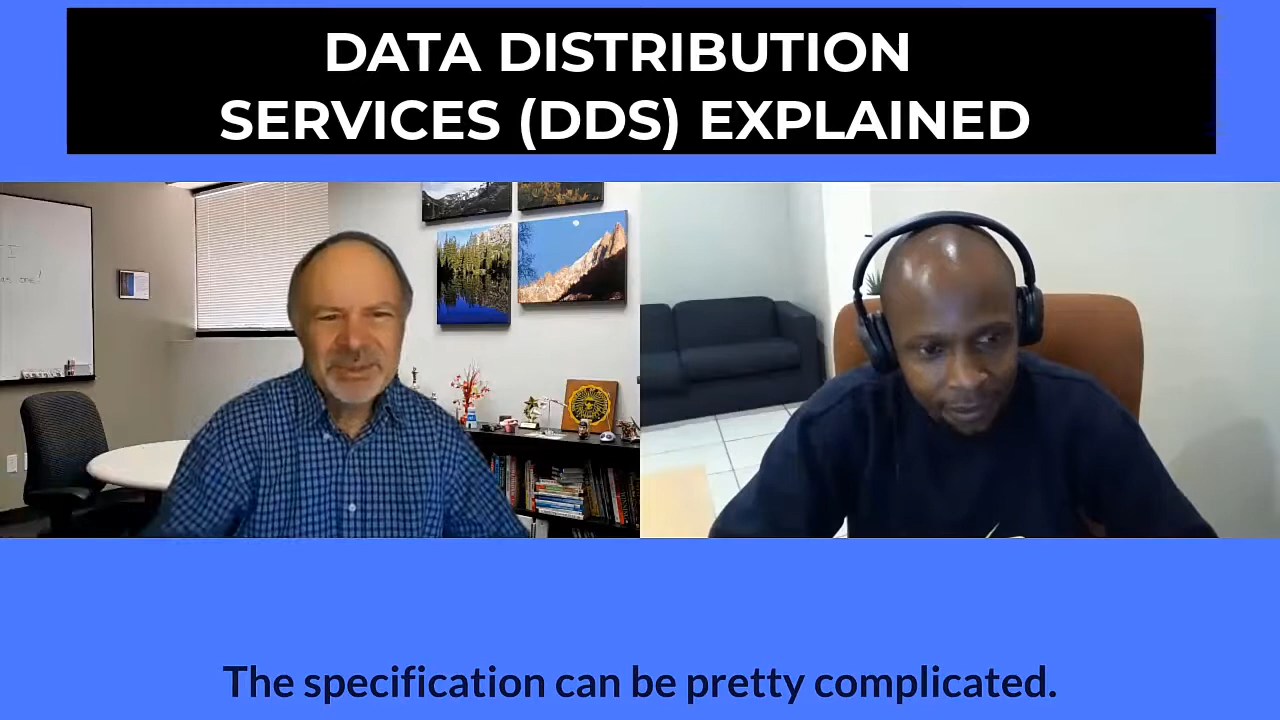 DATA DISTRIBUTION
SERVICES (DDS) EXPLAINED
The specification can be pretty complicated.